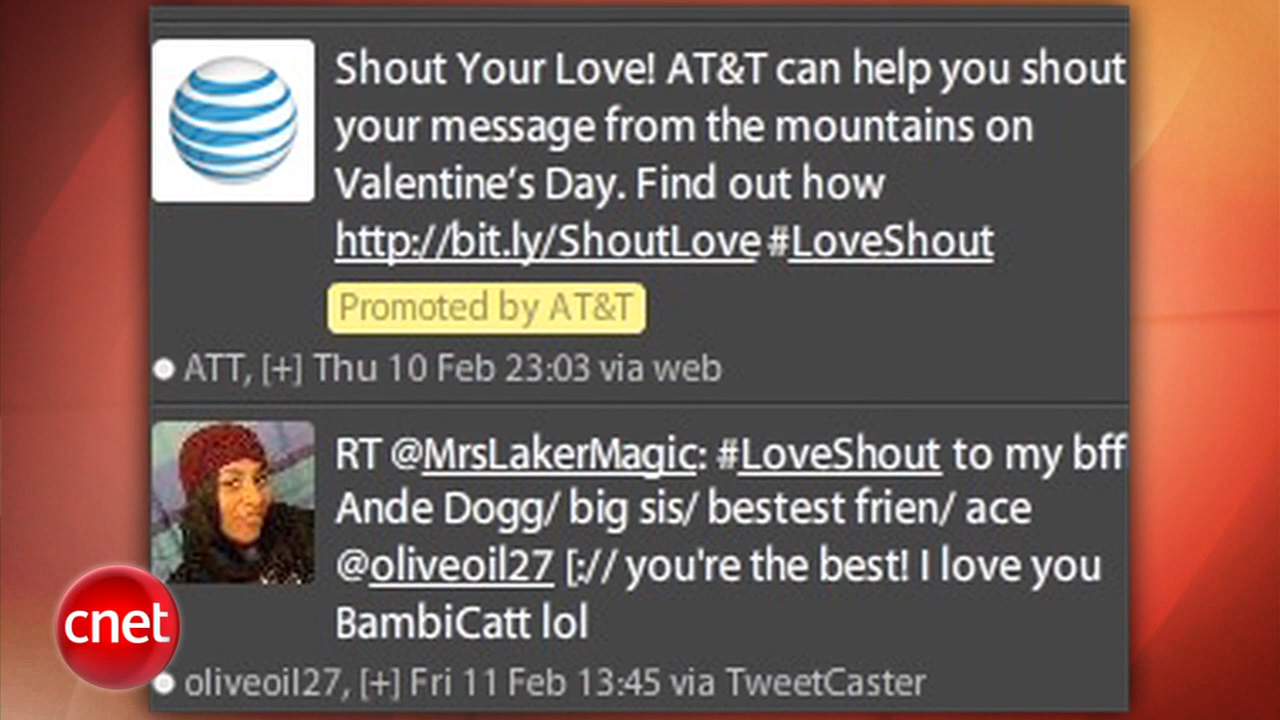 Shout Your Love! AT&T can help you shout
your message from the mountains on
Valentine's Day. Find out how
http://bit.ly/ShoutLove #LoveShout
Promoted by AT&T
ATT, [+] Thu 10 Feb 23:03 via web
RT @MrsLakerMagic: #LoveShout to my bff
Ande Dogg/ big sis/ bestest frien/ ace
@oliveoil27 [:// you're the best! I love you
BambiCatt lol
cnet
oliveoil27, [+] Fri 11 Feb 13:45 via TweetCaster